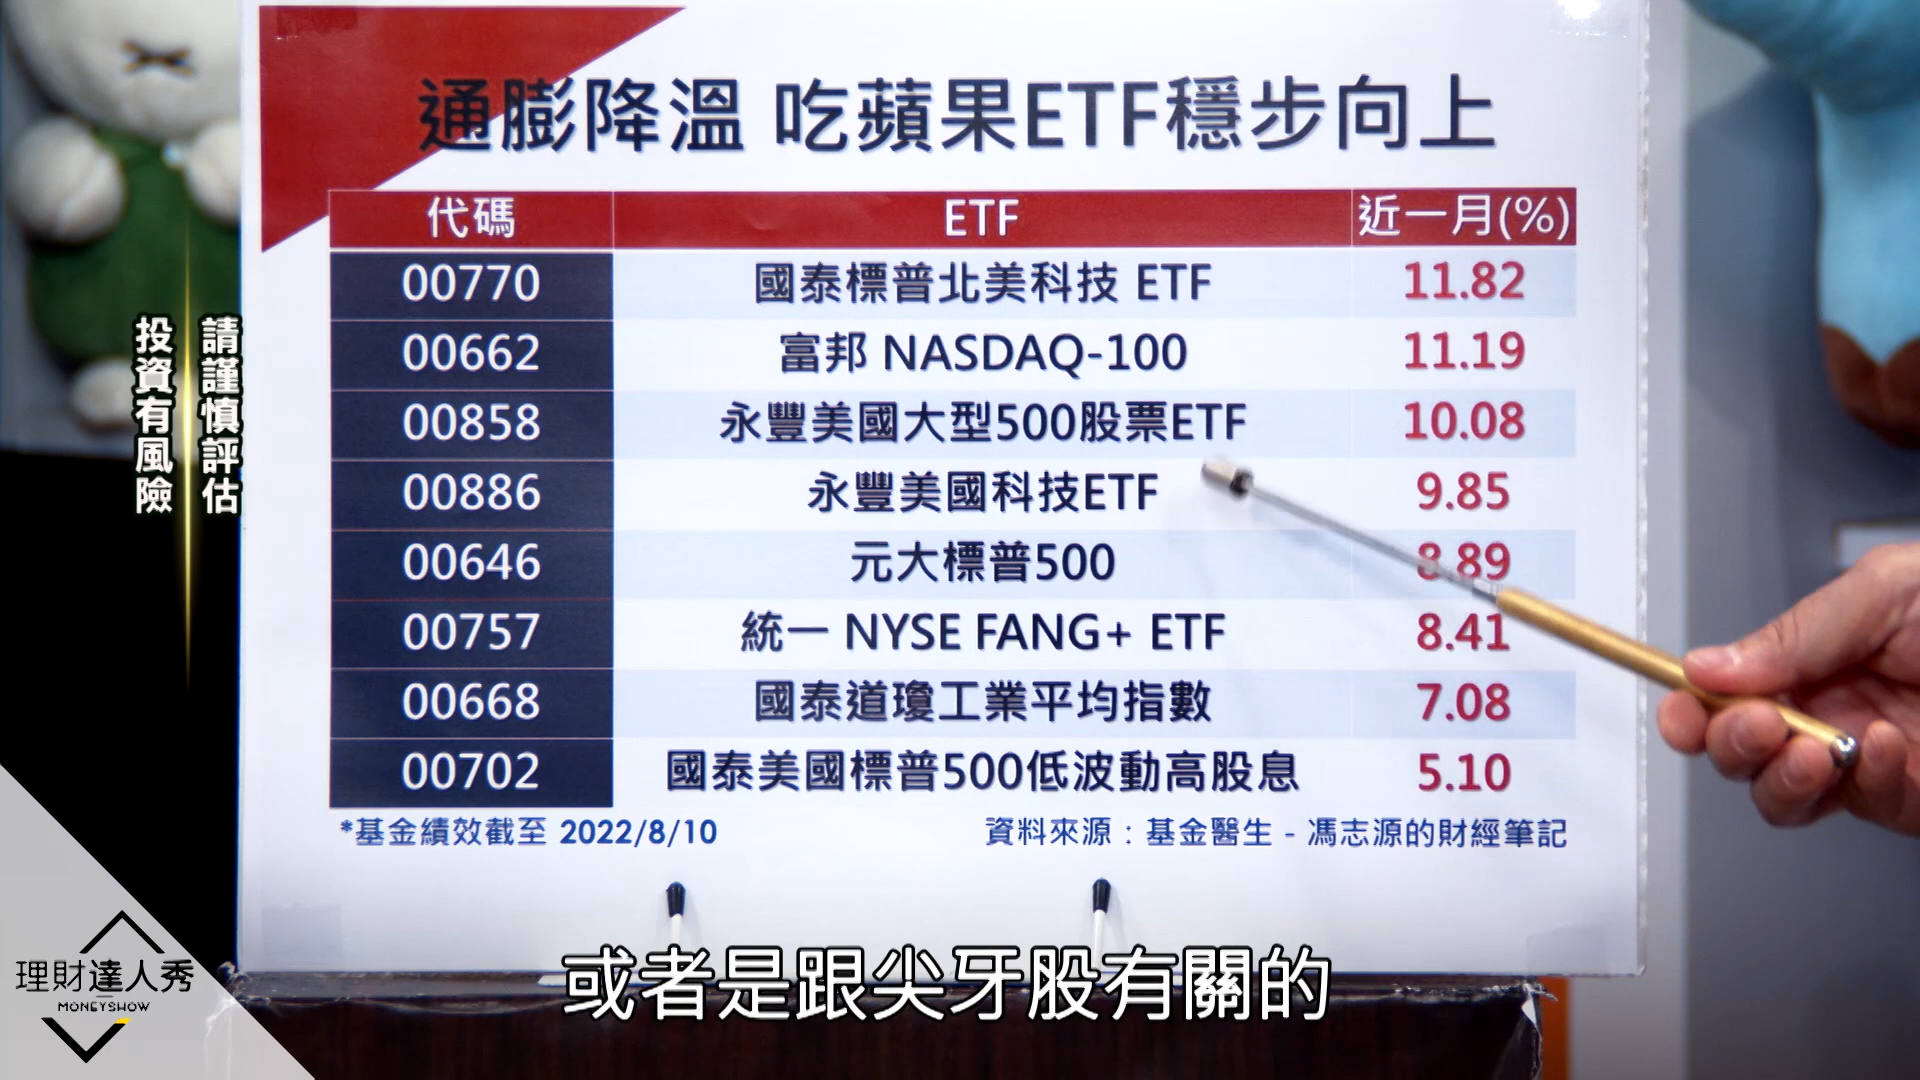 通膨降溫 吃蘋果ETF穩步向上
代碼 ETF 近一月(%)
00770 國泰標普北美科技 ETF 11.82
00662 富邦 NASDAQ-100 11.19
00858 永豐美國大型500股票ETF 10.08
00886 永豐美國科技ETF 9.85
00646 元大標普500 8.89
00757 統一 NYSE FANG+ ETF 8.41
00668 國泰道瓊工業平均指數 7.08
00702 國泰美國標普500低波動高股息 5.10
*基金績效截至 2022/8/10
資料來源：基金醫生 - 馮志源的財經筆記
投資有風險
請謹慎評估
理財達人秀
MONEYSHOW
或者是跟尖牙股有關的